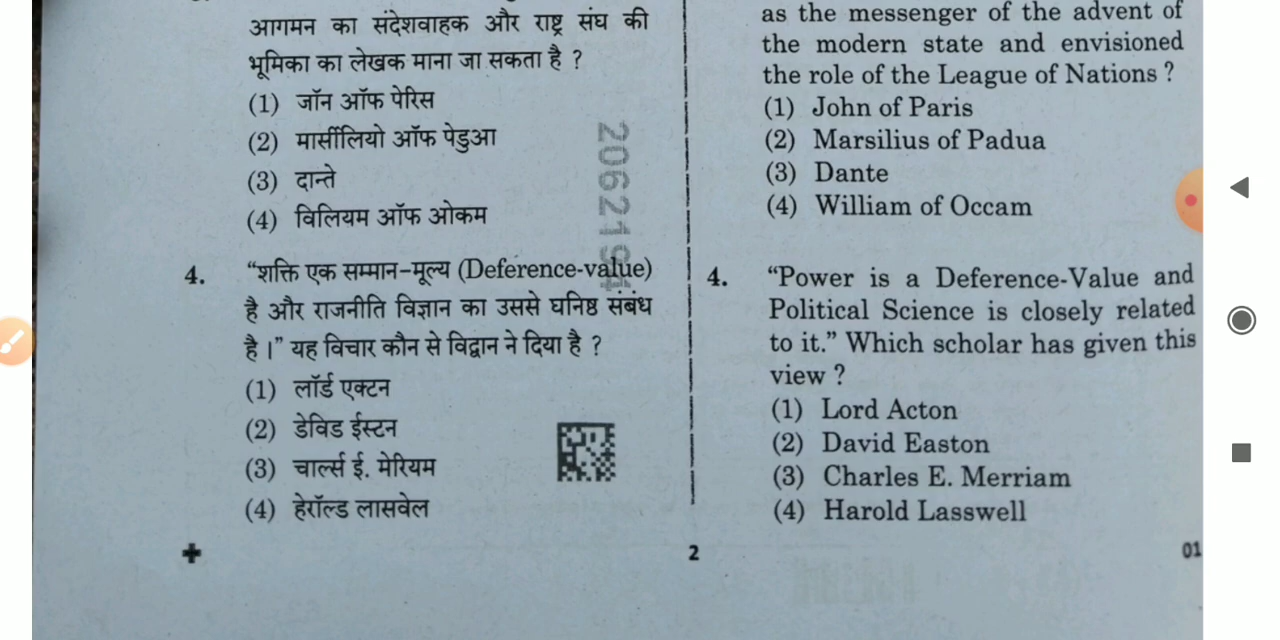 आगमन का संदेशवाहक और राष्ट्र संघ की
भूमिका का लेखक माना जा सकता है ?
(1) जॉन ऑफ पेरिस
(2) मार्सीलियो ऑफ पेडुआ
(3) दान्ते
(4) विलियम ऑफ ओकम
4. “शक्ति एक सम्मान-मूल्य (Deference-value)
है और राजनीति विज्ञान का उससे घनिष्ठ संबंध
है ।” यह विचार कौन से विद्वान ने दिया है ?
(1) लॉर्ड एक्टन
(2) डेविड ईस्टन
(3) चार्ल्स ई. मेरियम
(4) हेरॉल्ड लासवेल
2062194
as the messenger of the advent of
the modern state and envisioned
the role of the League of Nations ?
(1) John of Paris
(2) Marsilius of Padua
(3) Dante
(4) William of Occam
4. “Power is a Deference-Value and
Political Science is closely related
to it.” Which scholar has given this
view ?
(1) Lord Acton
(2) David Easton
(3) Charles E. Merriam
(4) Harold Lasswell
2
01